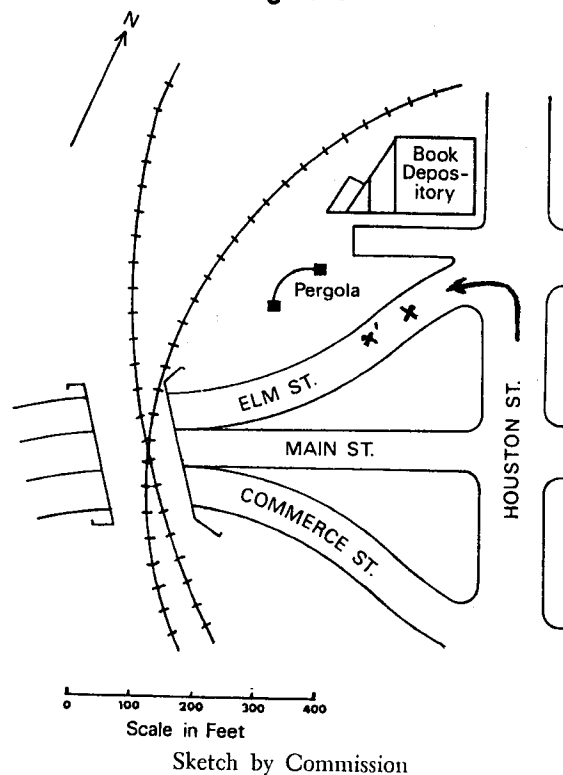 N
Book
Depos-
itory
Pergola
x'
x
ELM ST.
MAIN ST.
HOUSTON ST.
COMMERCE ST.
0 100 200 300 400
Scale in Feet
Sketch by Commission